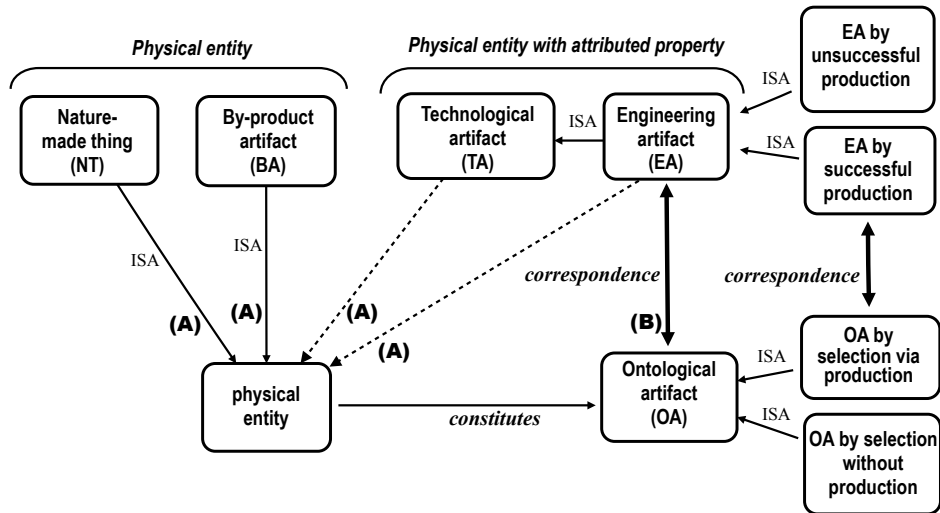 Physical entity
Physical entity with attributed property
EA by
unsuccessful
production
ISA
Nature-
made thing
(NT)
By-product
artifact
(BA)
Technological
artifact
(TA)
ISA
Engineering
artifact
(EA)
ISA
EA by
successful
production
ISA
ISA
correspondence
correspondence
(A)
(A)
(A)
(A)
(B)
physical
entity
constitutes
Ontological
artifact
(OA)
ISA
OA by
selection via
production
ISA
OA by selection
without
production